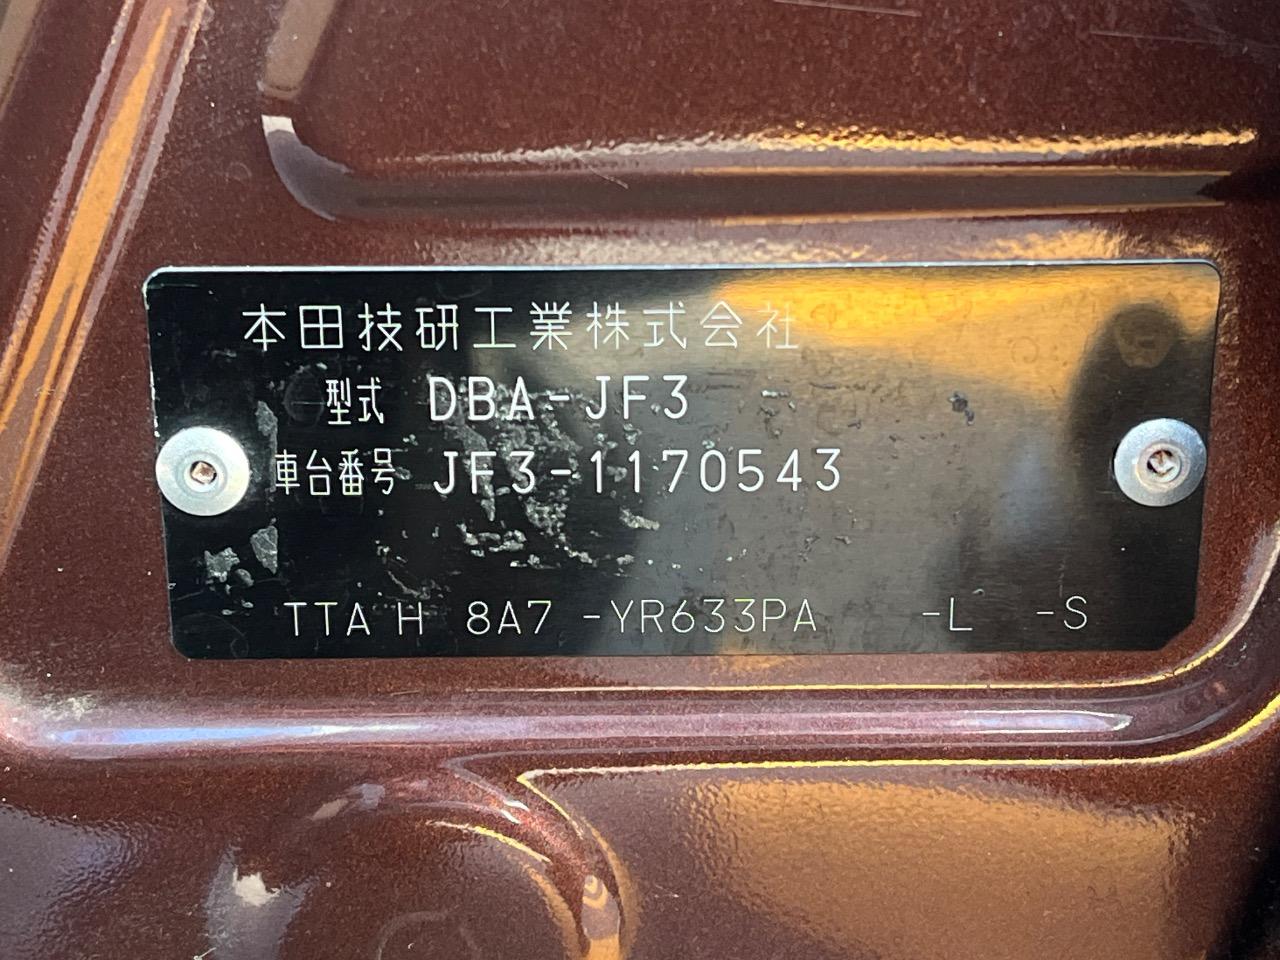 本田技研工業株式会社
型式 DBA-JF3
車台番号 JF3-1170543
TTA H 8A7 -YR633PA -L -S